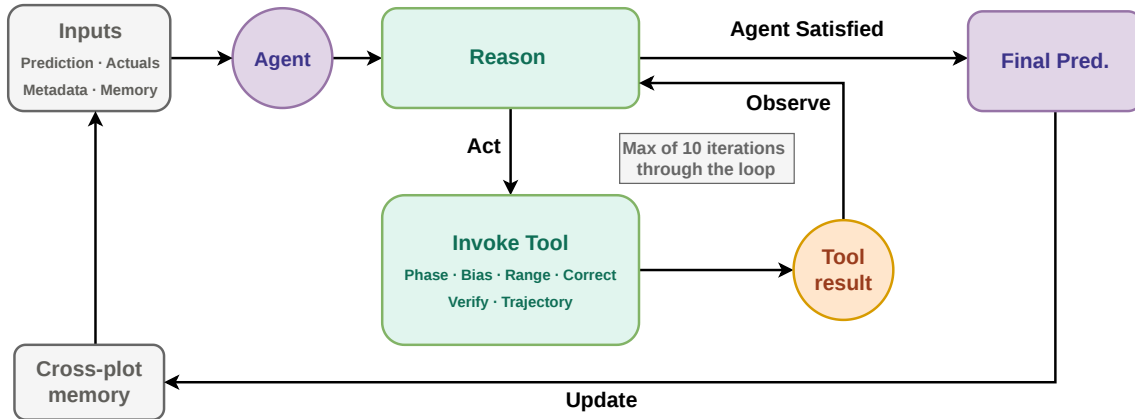 Inputs
Prediction · Actuals
Metadata · Memory
Agent
Reason
Agent Satisfied
Final Pred.
Observe
Act
Max of 10 iterations
through the loop
Invoke Tool
Phase · Bias · Range · Correct
Verify · Trajectory
Tool
result
Cross-plot
memory
Update